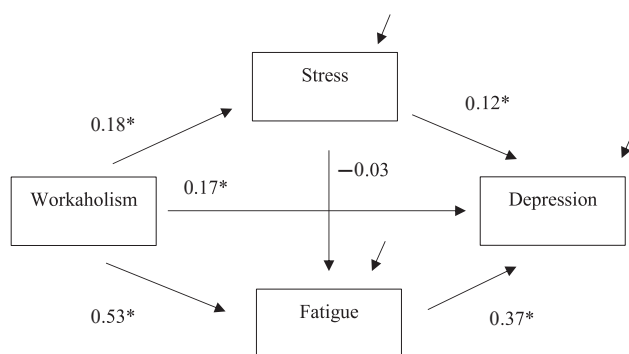 Stress
0.18*
0.12*
−0.03
Workaholism
0.17*
Depression
0.53*
Fatigue
0.37*